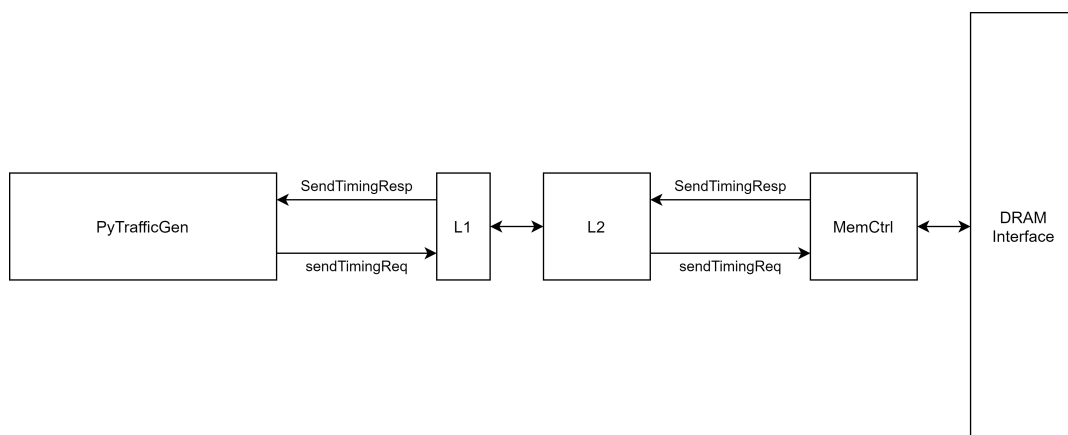 SendTimingResp
PyTrafficGen
sendTimingReq
L1
L2
SendTimingResp
sendTimingReq
MemCtrl
DRAM
Interface